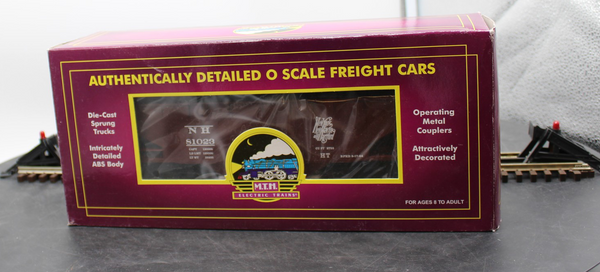 AUTHENTICALLY DETAILED O SCALE FREIGHT CARS
Die-Cast
Sprung
Trucks
Intricately
Detailed
ABS Body
N H
81023
M.T.H.
ELECTRIC TRAINS
Operating
Metal
Couplers
Attractively
Decorated
FOR AGES 8 TO ADULT